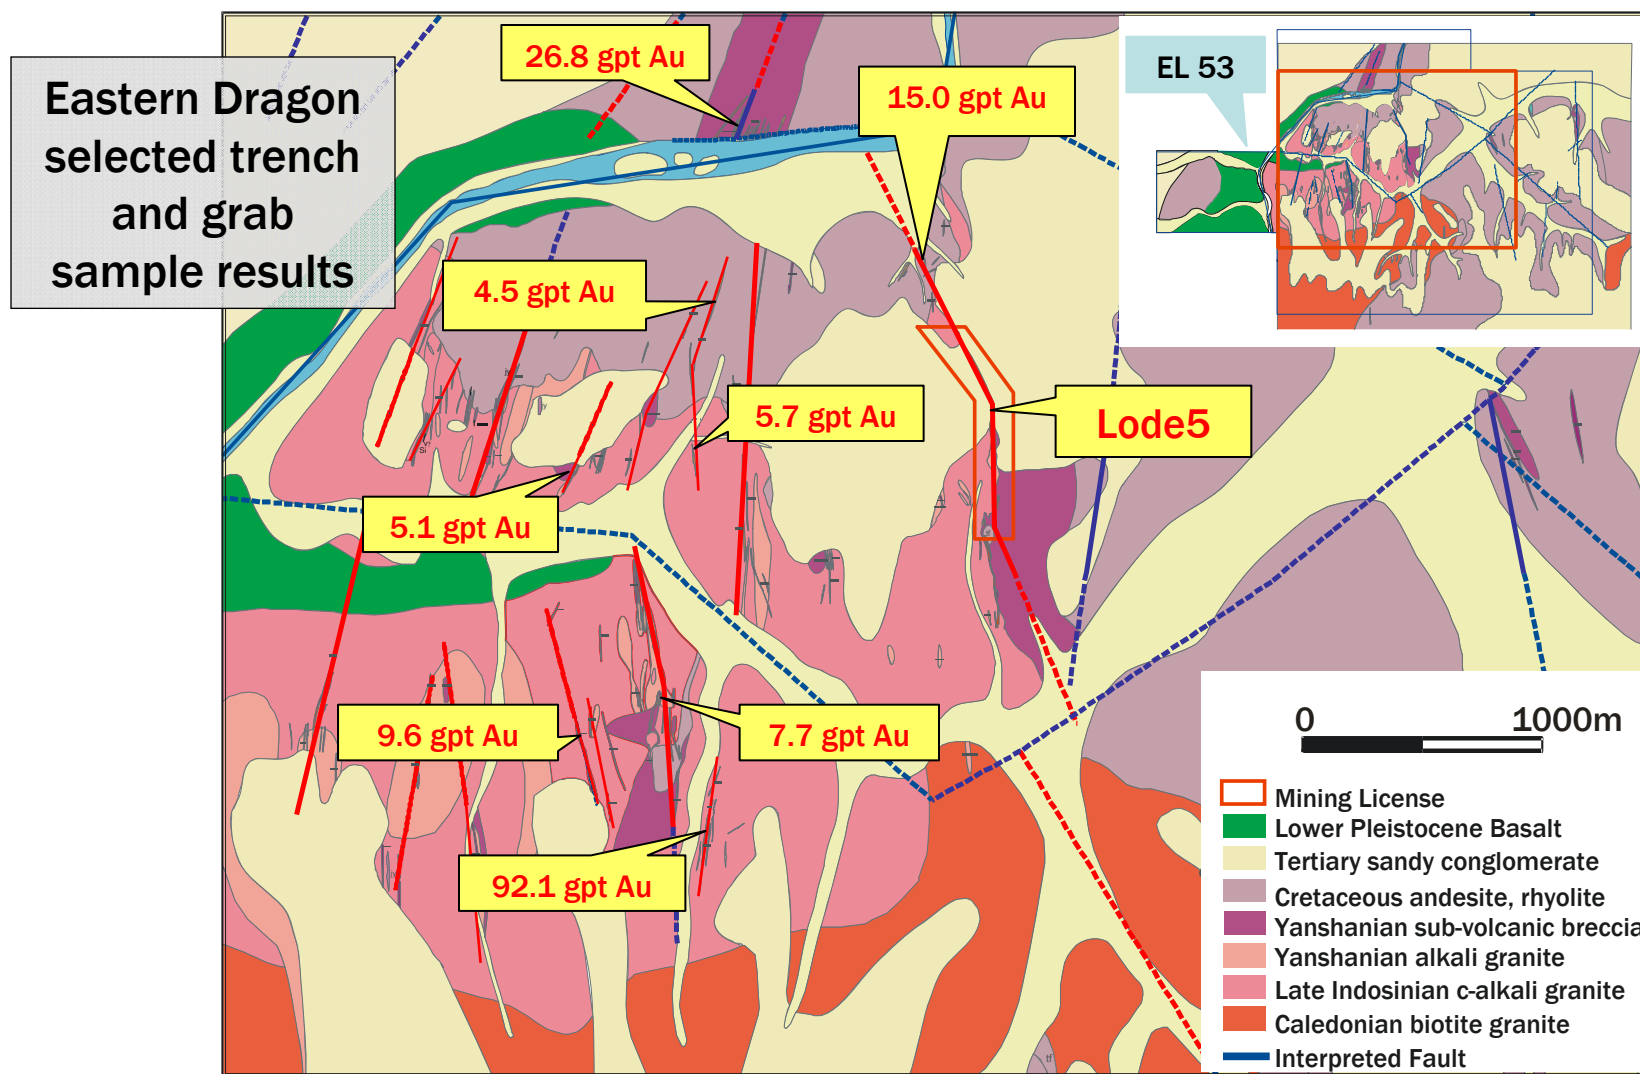 Eastern Dragon
selected trench
and grab
sample results
26.8 gpt Au
15.0 gpt Au
EL 53
4.5 gpt Au
5.7 gpt Au
Lode5
5.1 gpt Au
9.6 gpt Au
7.7 gpt Au
92.1 gpt Au
0 1000m
Mining License
Lower Pleistocene Basalt
Tertiary sandy conglomerate
Cretaceous andesite, rhyolite
Yanshanian sub-volcanic breccia
Yanshanian alkali granite
Late Indosinian c-alkali granite
Caledonian biotite granite
Interpreted Fault